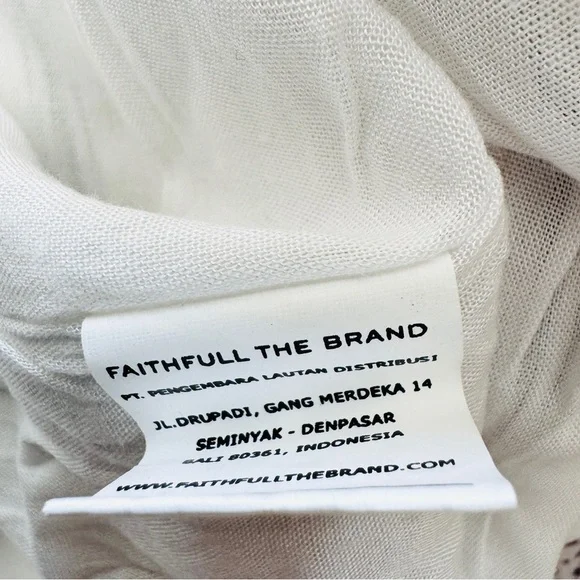 FAITHFULL THE BRAND
PT. PENGEMBARA LAUTAN DISTRIBUSI
JL.DRUPADI, GANG MERDEKA 14
SEMINYAK - DENPASAR
BALI 80361, INDONESIA
WWW.FAITHFULLTHEBRAND.COM